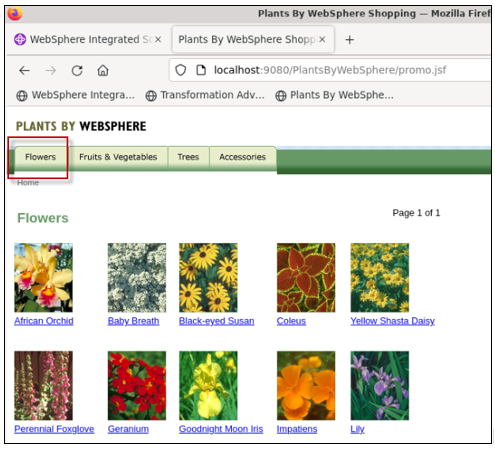 Plants By WebSphere Shopping — Mozilla Firef
WebSphere Integrated S
Plants By WebSphere Shopp
localhost:9080/PlantsByWebSphere/promo.jsf
WebSphere Integra... Transformation Adv... Plants By WebSphe...
PLANTS BY WEBSPHERE
Flowers Fruits & Vegetables Trees Accessories
Home
Flowers
Page 1 of 1
African Orchid Baby Breath Black-eyed Susan Coleus Yellow Shasta Daisy
Perennial Foxglove Geranium Goodnight Moon Iris Impatiens Lily